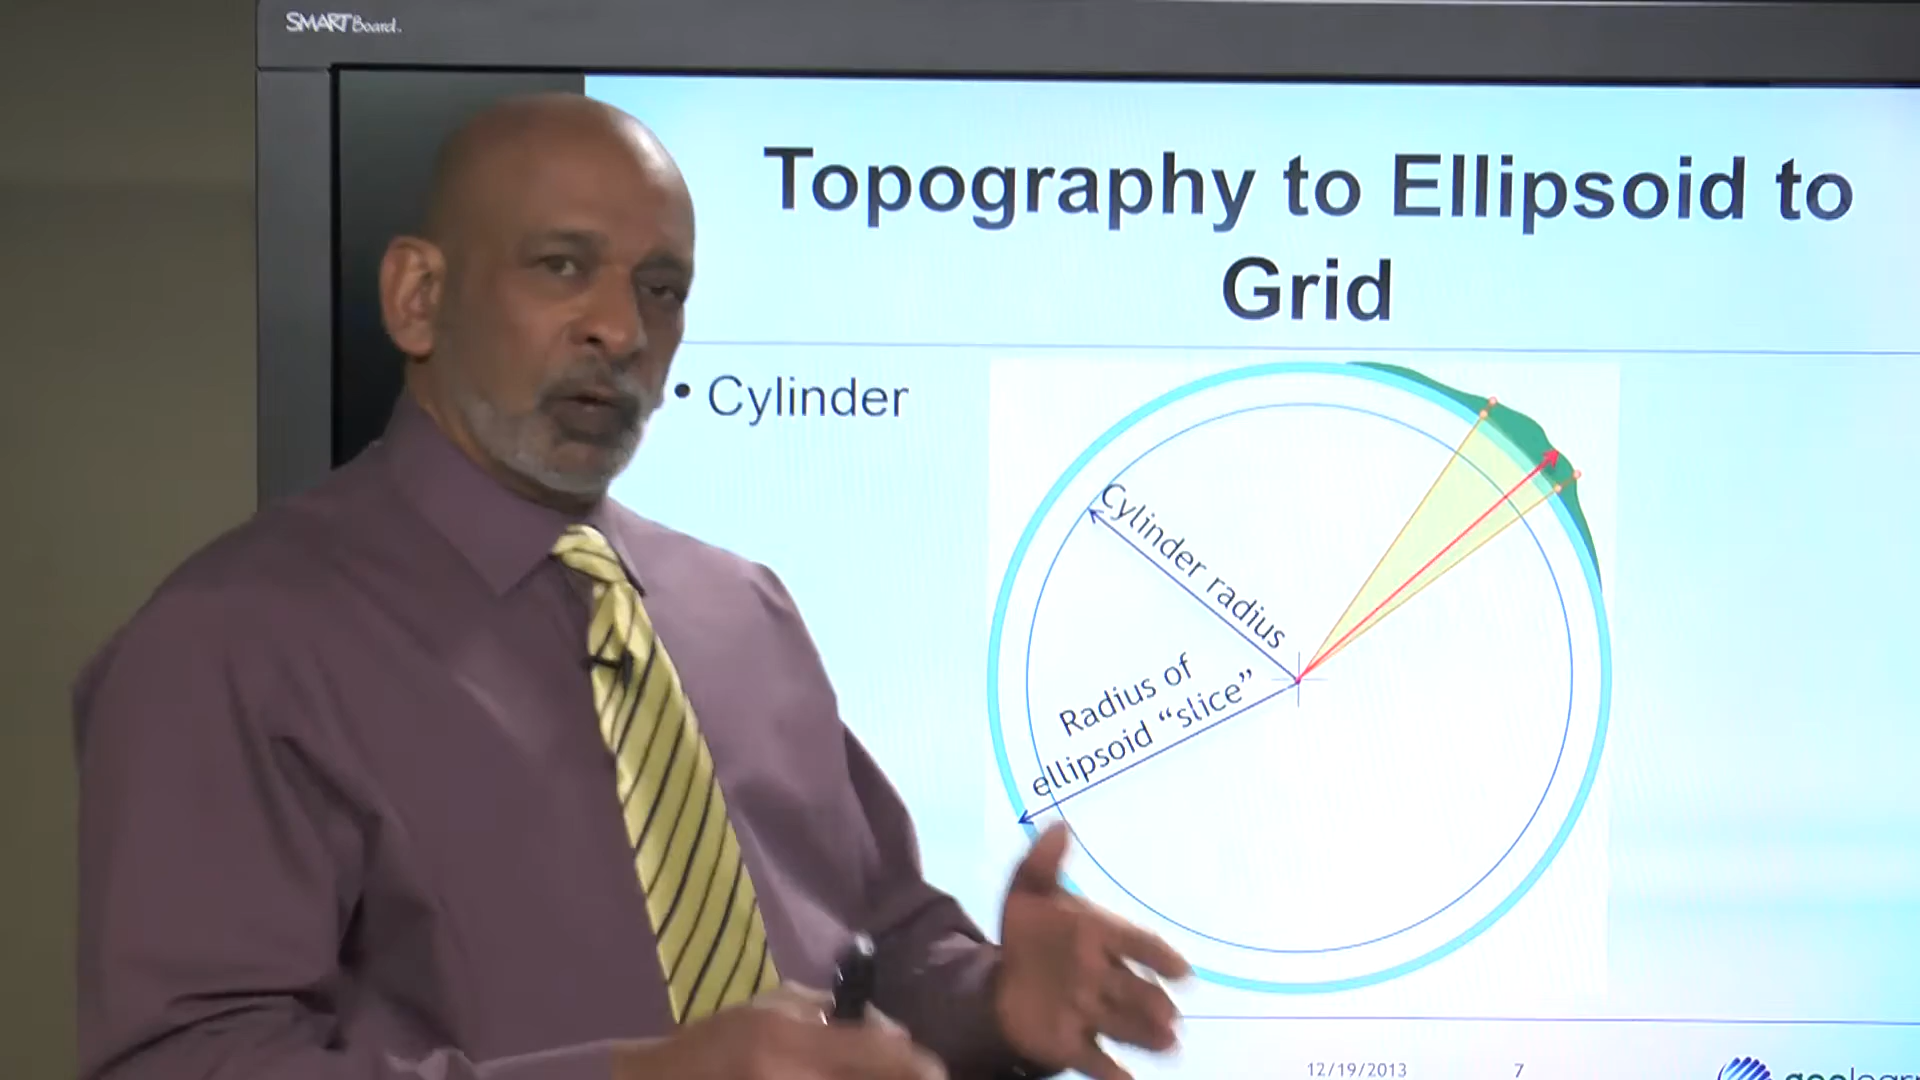 SMART Board
Topography to Ellipsoid to
Grid
• Cylinder
Cylinder radius
Radius of
ellipsoid “slice”
12/19/2013
7